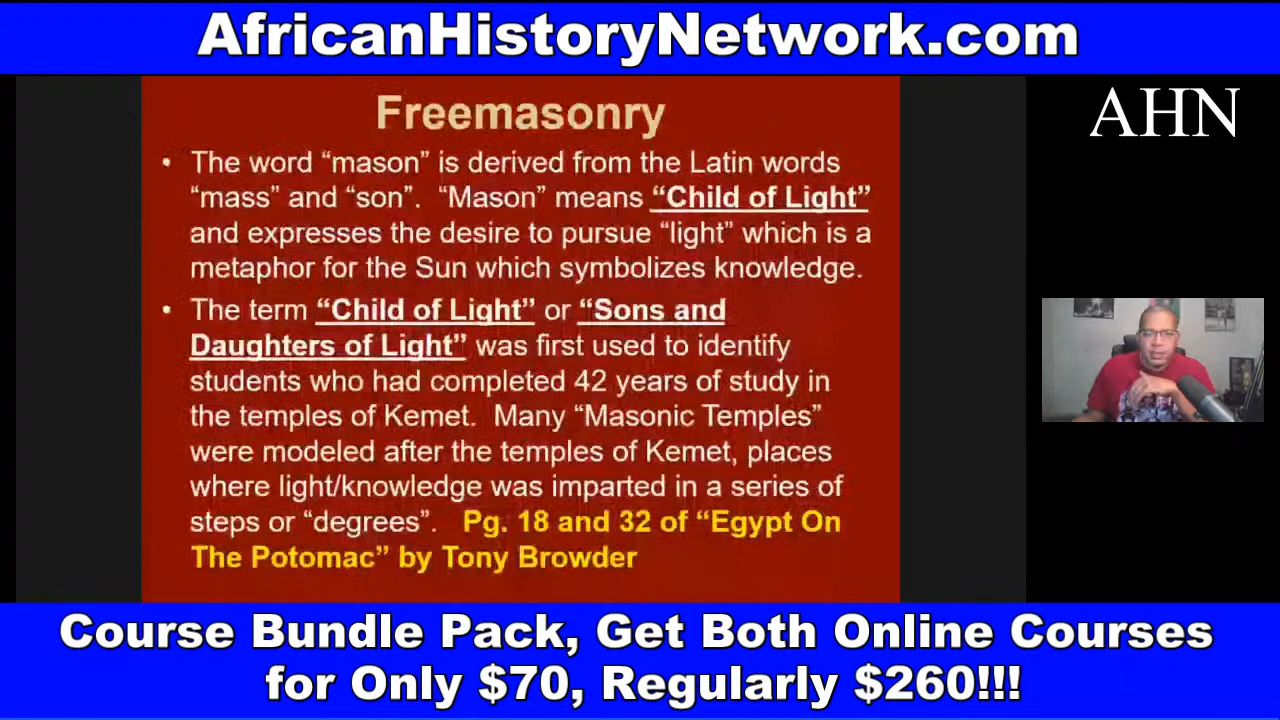 AfricanHistoryNetwork.com
AHN
Freemasonry
• The word “mason” is derived from the Latin words
“mass” and “son”. “Mason” means “Child of Light”
and expresses the desire to pursue “light” which is a
metaphor for the Sun which symbolizes knowledge.
• The term “Child of Light” or “Sons and
Daughters of Light” was first used to identify
students who had completed 42 years of study in
the temples of Kemet. Many “Masonic Temples”
were modeled after the temples of Kemet, places
where light/knowledge was imparted in a series of
steps or “degrees”. Pg. 18 and 32 of “Egypt On
The Potomac” by Tony Browder
Course Bundle Pack, Get Both Online Courses
for Only $70, Regularly $260!!!